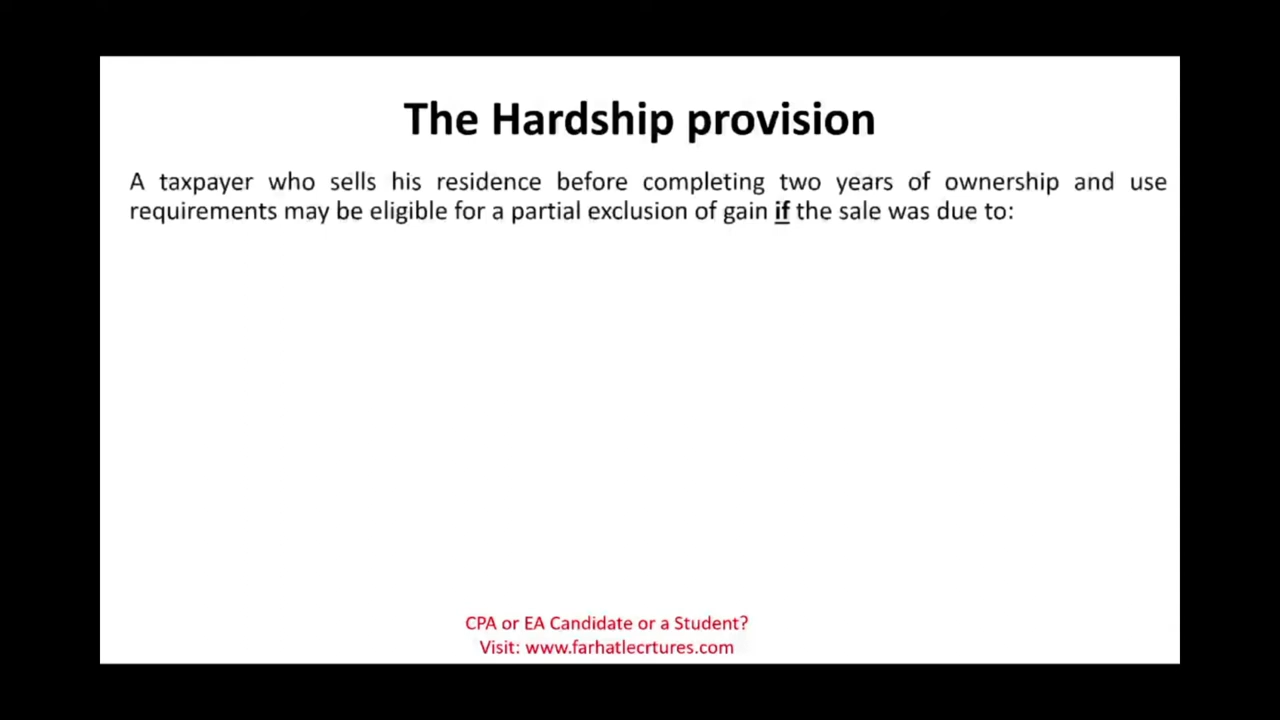 The Hardship provision
A taxpayer who sells his residence before completing two years of ownership and use
requirements may be eligible for a partial exclusion of gain if the sale was due to:
CPA or EA Candidate or a Student?
Visit: www.farhatlecrtures.com